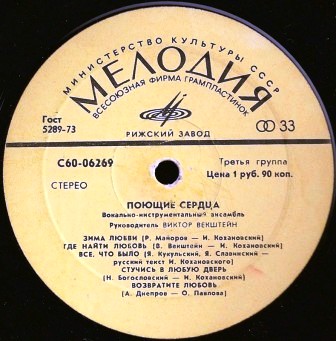 МИНИСТЕРСТВО КУЛЬТУРЫ СССР
МЕЛОДИЯ
ВСЕСОЮЗНАЯ ФИРМА ГРАМПЛАСТИНОК
Гост
5289-73
РИЖСКИЙ ЗАВОД
33
С60-06269
Третья группа
Цена 1 руб. 90 коп.
СТЕРЕО
ПОЮЩИЕ СЕРДЦА
Вокально-инструментальный ансамбль
Руководитель ВИКТОР ВЕКШТЕЙН
ЗИМА ЛЮБВИ (Р. Майоров — И. Кохановский)
ГДЕ НАЙТИ ЛЮБОВЬ (В. Векштейн — И. Кохановский)
ВСЕ, ЧТО БЫЛО (Я. Кукульский, Я. Славинский —
русский текст И. Кохановского)
СТУЧИСЬ В ЛЮБУЮ ДВЕРЬ
(Н. Богословский — И. Кохановский)
ВОЗВРАТИТЕ ЛЮБОВЬ
(А. Днепров — О. Павлова)